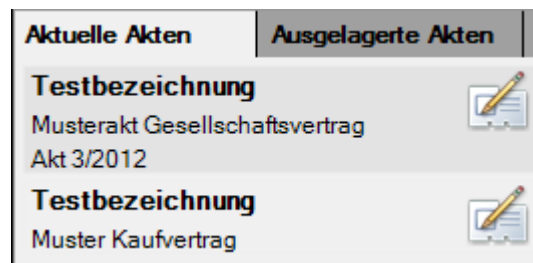 Aktuelle Akten Ausgelagerte Akten
Testbezeichnung
Musterakt Gesellschaftsvertrag
Akt 3/2012
Testbezeichnung
Muster Kaufvertrag